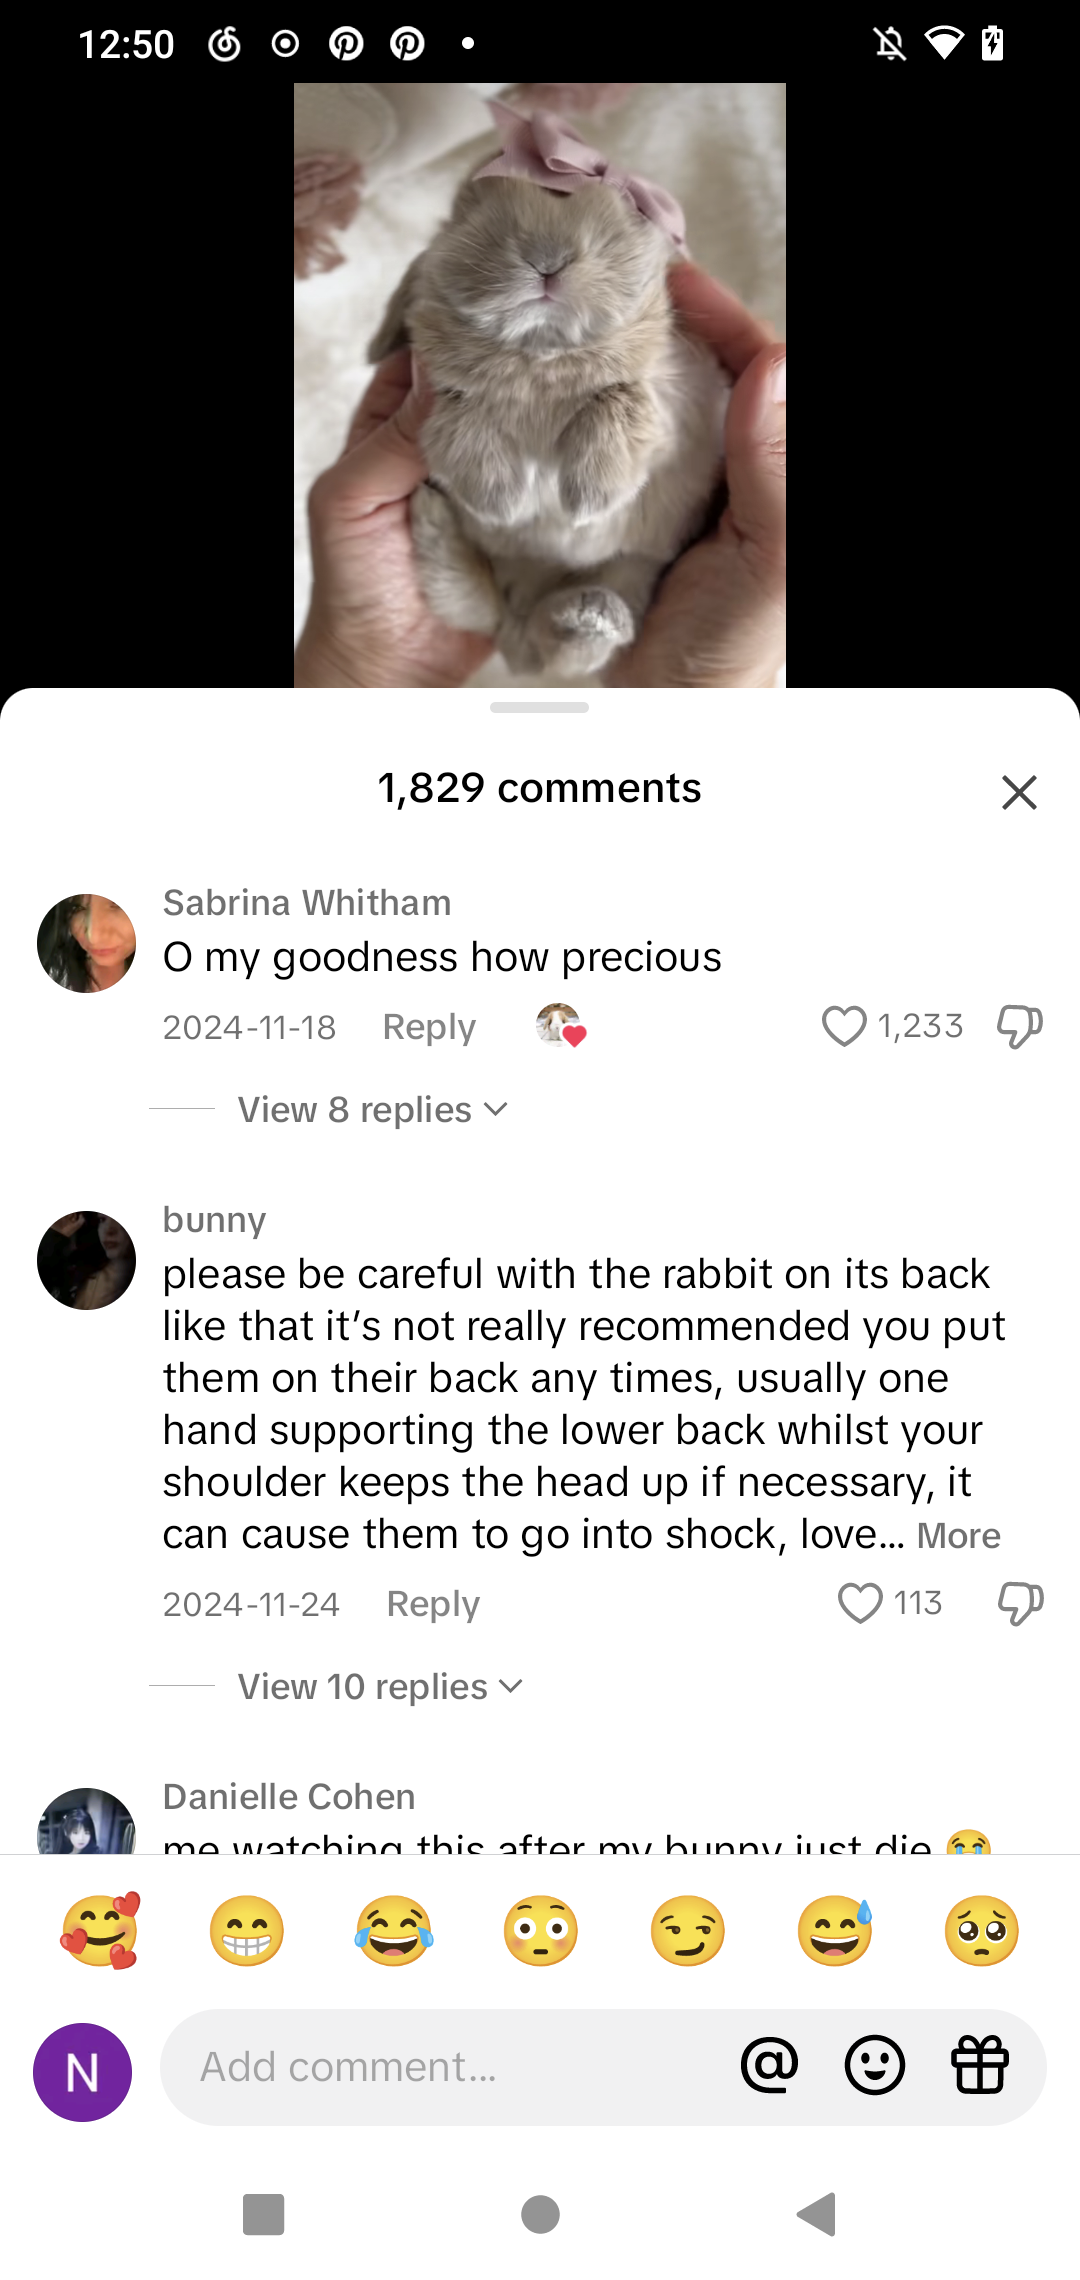 12:50
1,829 comments
Sabrina Whitham
O my goodness how precious
2024-11-18 Reply 1,233
View 8 replies
bunny
please be careful with the rabbit on its back
like that it’s not really recommended you put
them on their back any times, usually one
hand supporting the lower back whilst your
shoulder keeps the head up if necessary, it
can cause them to go into shock, love... More
2024-11-24 Reply 113
View 10 replies
Danielle Cohen
me watching this after my bunny just die 😭
🥰 😁 😂 😳 😏 😅 🥺
N Add comment...